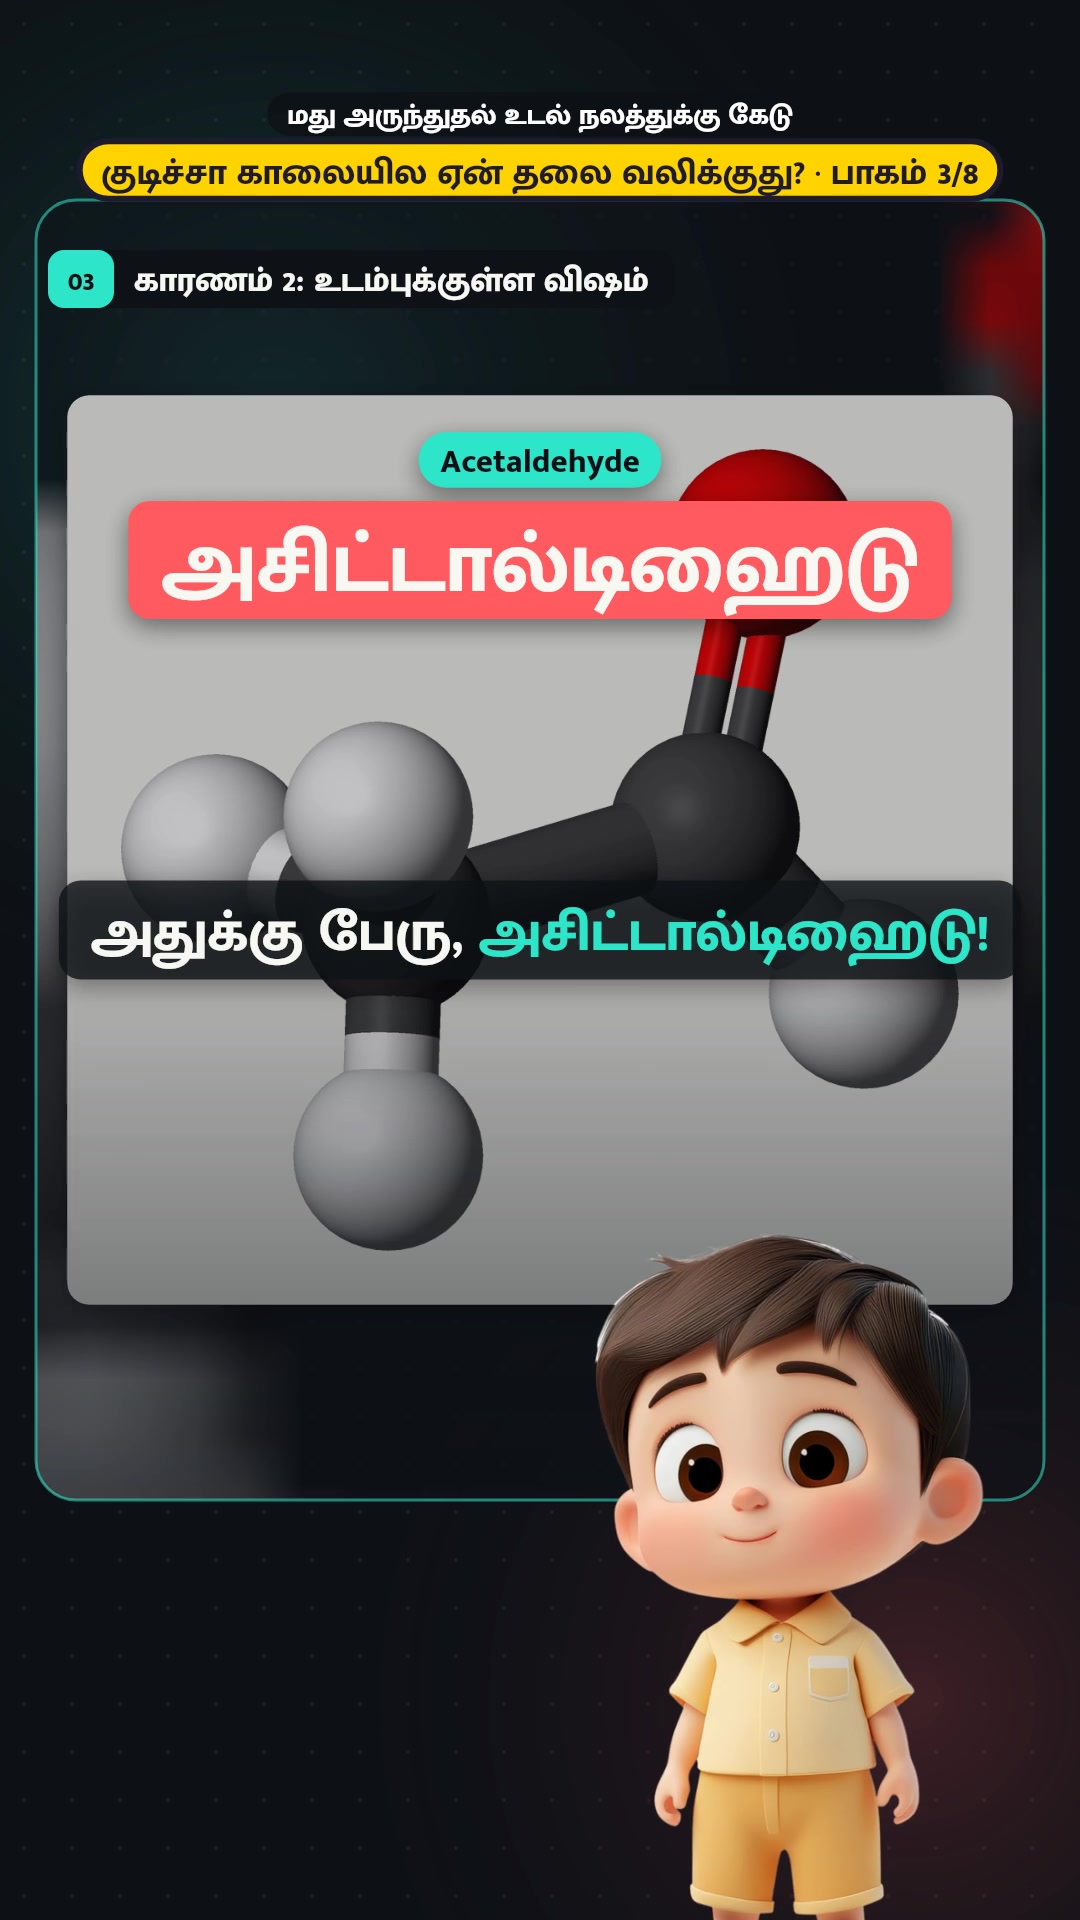 மது அருந்துதல் உடல் நலத்துக்கு கேடு
குடிச்சா காலையில ஏன் தலை வலிக்குது? · பாகம் 3/8
03 காரணம் 2: உடம்புக்குள்ள விஷம்
Acetaldehyde
அசிட்டால்டிஹைடு
அதுக்கு பேரு, அசிட்டால்டிஹைடு!